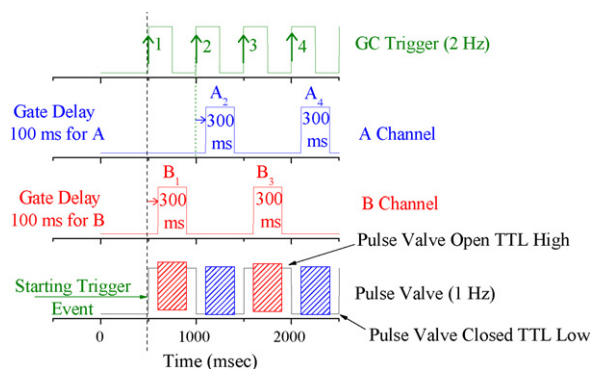 GC Trigger (2 Hz)
1 2 3 4
Gate Delay
100 ms for A
A2
300
ms
A4
300
ms
A Channel
Gate Delay
100 ms for B
B1
300
ms
B3
300
ms
B Channel
Pulse Valve Open TTL High
Starting Trigger
Event
Pulse Valve (1 Hz)
Pulse Valve Closed TTL Low
0 1000 2000
Time (msec)